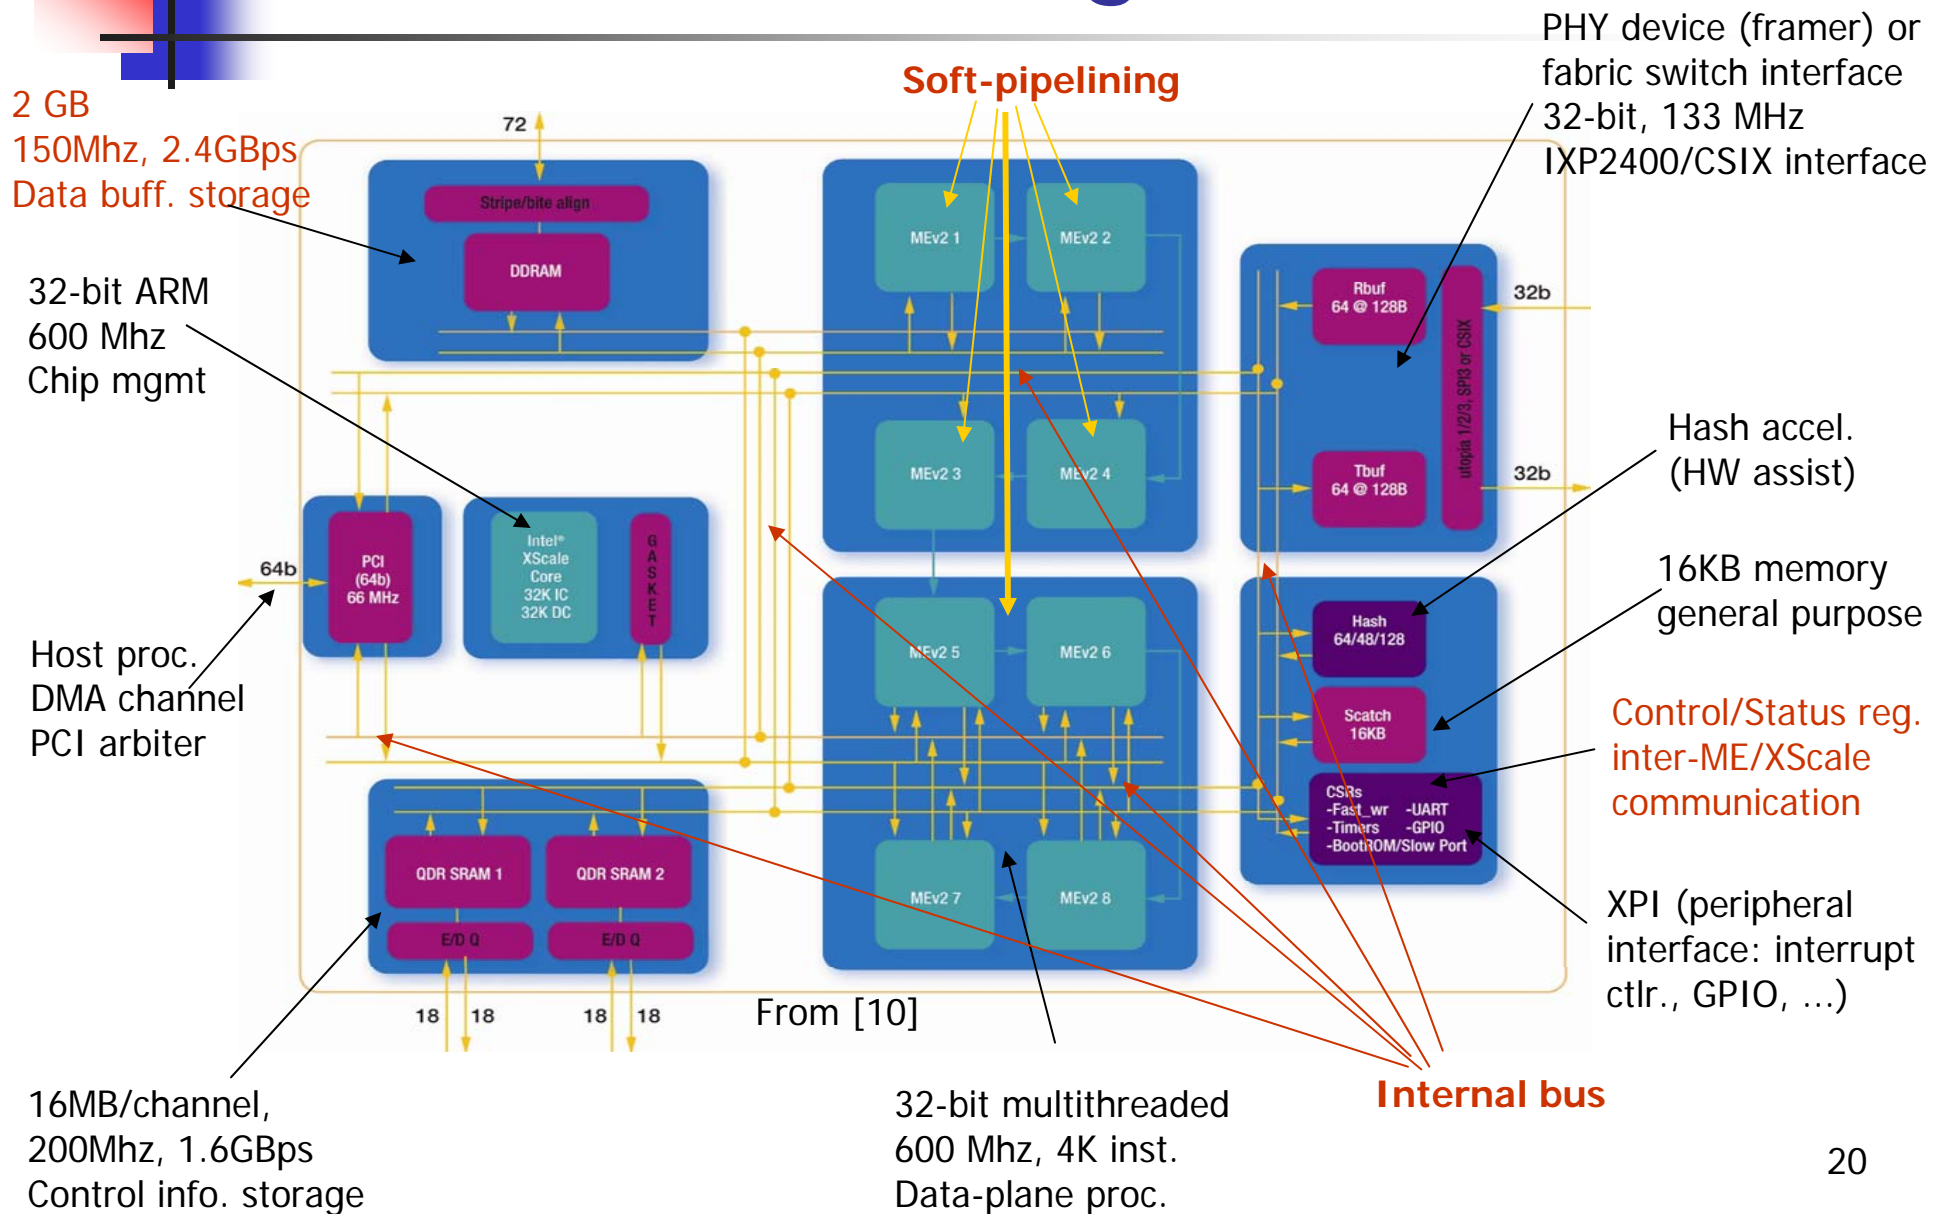 PHY device (framer) or
fabric switch interface
32-bit, 133 MHz
IXP2400/CSIX interface
Soft-pipelining
2 GB
150Mhz, 2.4GBps
Data buff. storage
72
Stripe/bite align
DDRAM
MEv2 1
MEv2 2
Rbuf
64 @ 128B
32b
utopia 1/2/3, SPI3 or CSIX
32-bit ARM
600 Mhz
Chip mgmt
MEv2 3
MEv2 4
Tbuf
64 @ 128B
32b
Hash accel.
(HW assist)
64b
PCI
(64b)
66 MHz
Intel®
XScale
Core
32K IC
32K DC
GASKET
16KB memory
general purpose
Host proc.
DMA channel
PCI arbiter
MEv2 5
MEv2 6
Hash
64/48/128
Scatch
16KB
Control/Status reg.
inter-ME/XScale
communication
CSRs
-Fast_wr -UART
-Timers -GPIO
-BootROM/Slow Port
QDR SRAM 1
QDR SRAM 2
E/D Q
E/D Q
MEv2 7
MEv2 8
XPI (peripheral
interface: interrupt
ctlr., GPIO, ...)
18 18
18 18
From [10]
16MB/channel,
200Mhz, 1.6GBps
Control info. storage
32-bit multithreaded
600 Mhz, 4K inst.
Data-plane proc.
Internal bus
20